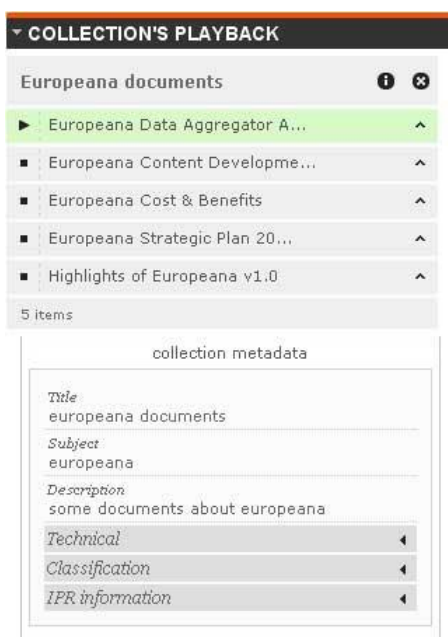 COLLECTION'S PLAYBACK
Europeana documents
Europeana Data Aggregator A...
Europeana Content Developme...
Europeana Cost & Benefits
Europeana Strategic Plan 20...
Highlights of Europeana v1.0
5 items
collection metadata
Title
europeana documents
Subject
europeana
Description
some documents about europeana
Technical
Classification
IPR information